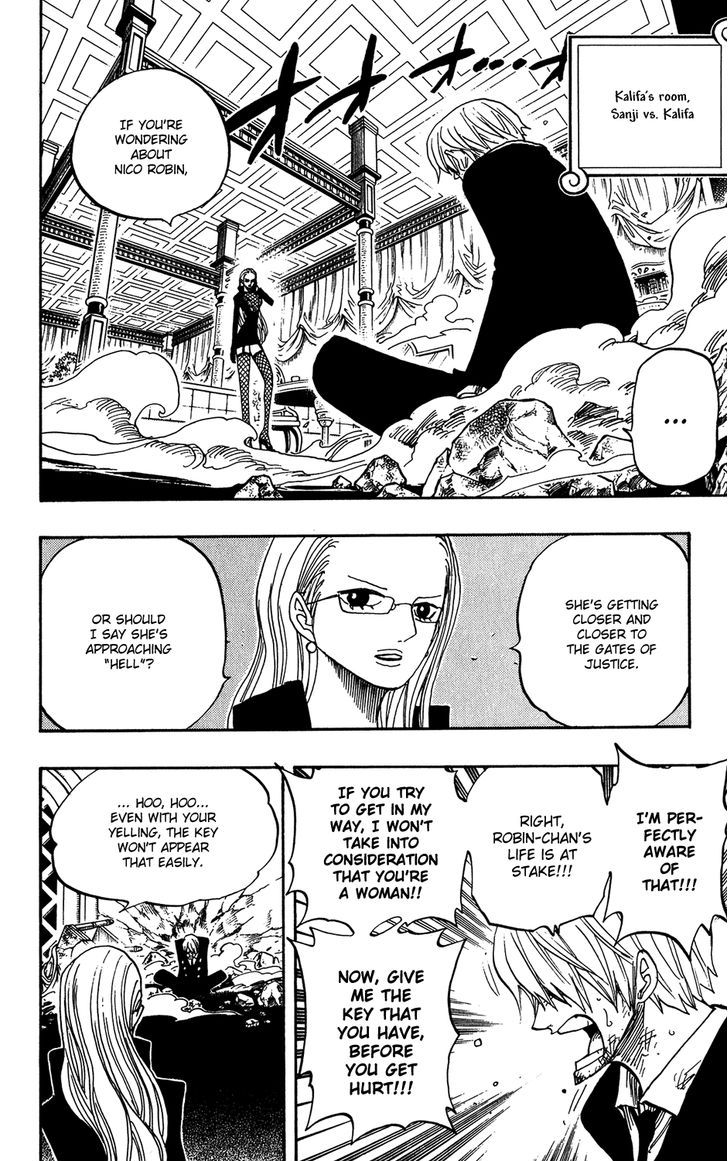 Kalifa's room,
Sanji vs. Kalifa
IF YOU'RE
WONDERING
ABOUT
NICO ROBIN,
...
SHE'S GETTING
CLOSER AND
CLOSER TO
THE GATES OF
JUSTICE.
OR SHOULD
I SAY SHE'S
APPROACHING
"HELL"?
I'M PER-
FECTLY
AWARE
OF
THAT!!!
RIGHT,
ROBIN-CHAN'S
LIFE IS AT
STAKE!!!
IF YOU TRY
TO GET IN MY
WAY, I WON'T
TAKE INTO
CONSIDERATION
THAT YOU'RE
A WOMAN!!
NOW, GIVE
ME THE
KEY THAT
YOU HAVE,
BEFORE
YOU GET
HURT!!!
... HOO, HOO...
EVEN WITH YOUR
YELLING, THE KEY
WON'T APPEAR
THAT EASILY.